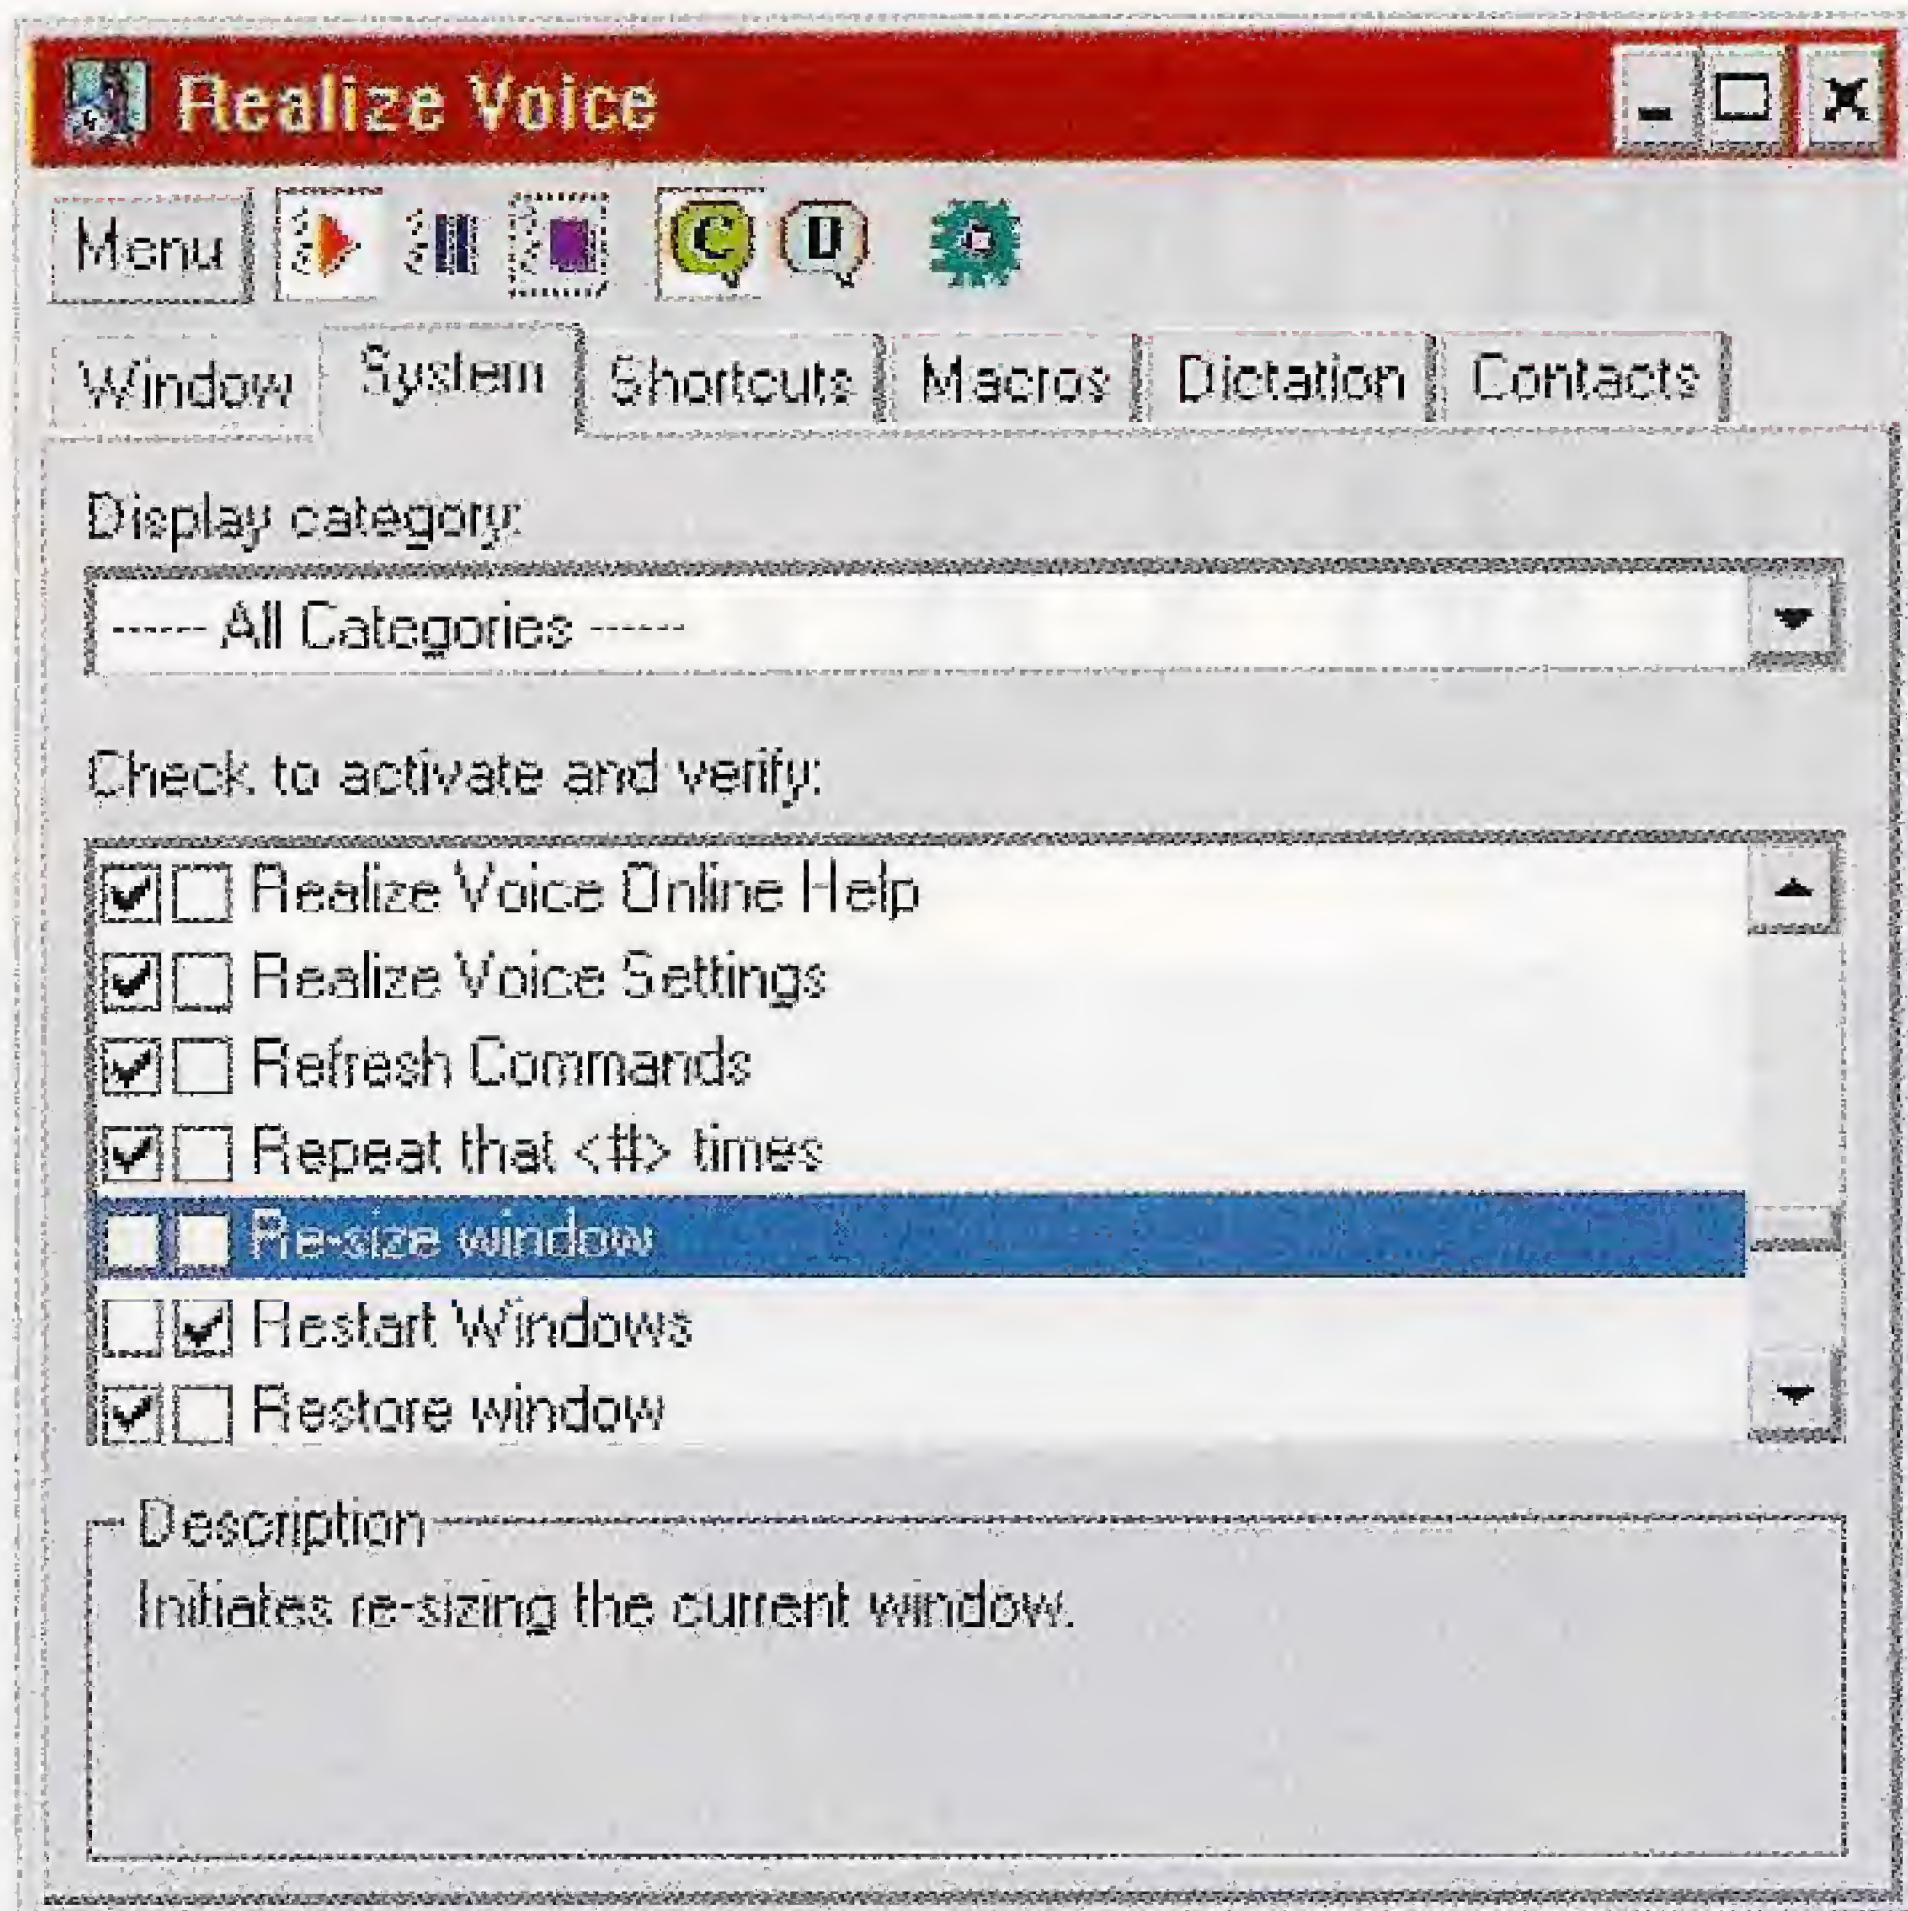 Realize Voice
Menu C D
Window System Shortcuts Macros Dictation Contacts
Display category:
------ All Categories ------
Check to activate and verify:
Realize Voice Online Help
Realize Voice Settings
Refresh Commands
Repeat that <#> times
Re-size window
Restart Windows
Restore window
Description
Initiates re-sizing the current window.